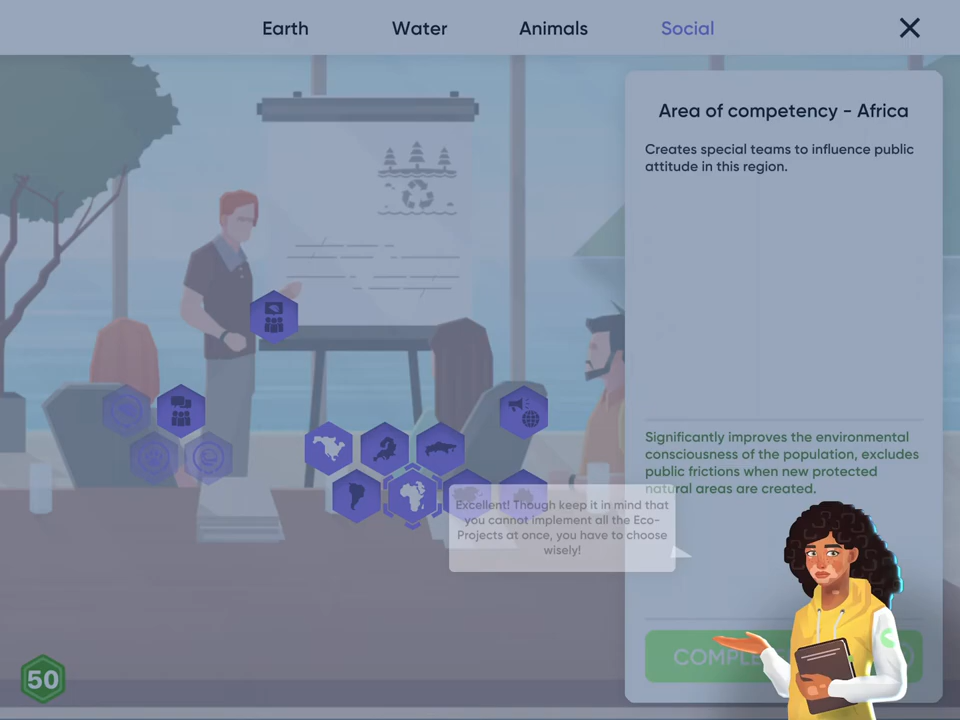 Earth
Water
Animals
Social
Area of competency - Africa
Creates special teams to influence public
attitude in this region.
Significantly improves the environmental
consciousness of the population, excludes
public frictions when new protected
natural areas are created.
Excellent! Though keep it in mind that
you cannot implement all the Eco-
Projects at once, you have to choose
wisely!
50